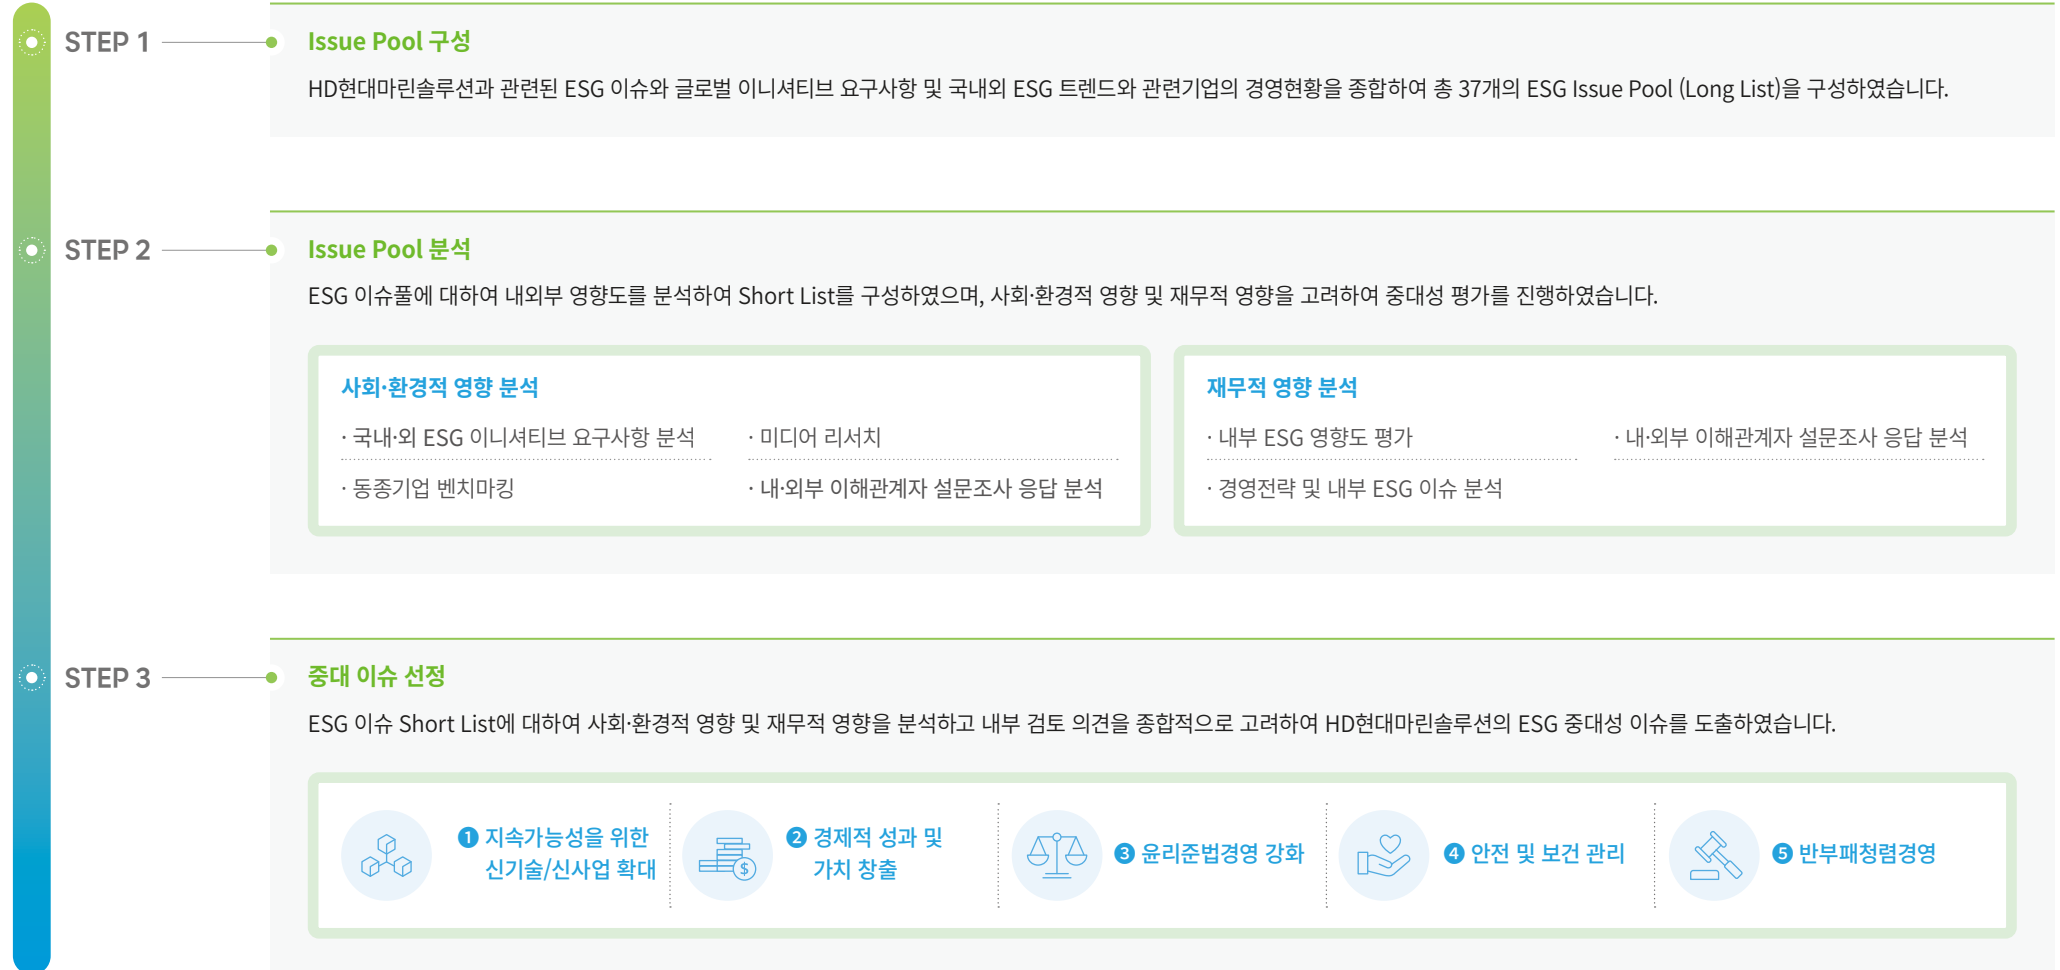 STEP 1
Issue Pool 구성
HD현대마린솔루션과 관련된 ESG 이슈와 글로벌 이니셔티브 요구사항 및 국내외 ESG 트렌드와 관련기업의 경영현황을 종합하여 총 37개의 ESG Issue Pool (Long List)을 구성하였습니다.
STEP 2
Issue Pool 분석
ESG 이슈풀에 대하여 내외부 영향도를 분석하여 Short List를 구성하였으며, 사회·환경적 영향 및 재무적 영향을 고려하여 중대성 평가를 진행하였습니다.
사회·환경적 영향 분석
· 국내·외 ESG 이니셔티브 요구사항 분석
· 미디어 리서치
· 동종기업 벤치마킹
· 내·외부 이해관계자 설문조사 응답 분석
재무적 영향 분석
· 내부 ESG 영향도 평가
· 내·외부 이해관계자 설문조사 응답 분석
· 경영전략 및 내부 ESG 이슈 분석
STEP 3
중대 이슈 선정
ESG 이슈 Short List에 대하여 사회·환경적 영향 및 재무적 영향을 분석하고 내부 검토 의견을 종합적으로 고려하여 HD현대마린솔루션의 ESG 중대성 이슈를 도출하였습니다.
❶ 지속가능성을 위한
신기술/신사업 확대
❷ 경제적 성과 및
가치 창출
❸ 윤리준법경영 강화
❹ 안전 및 보건 관리
❺ 반부패청렴경영